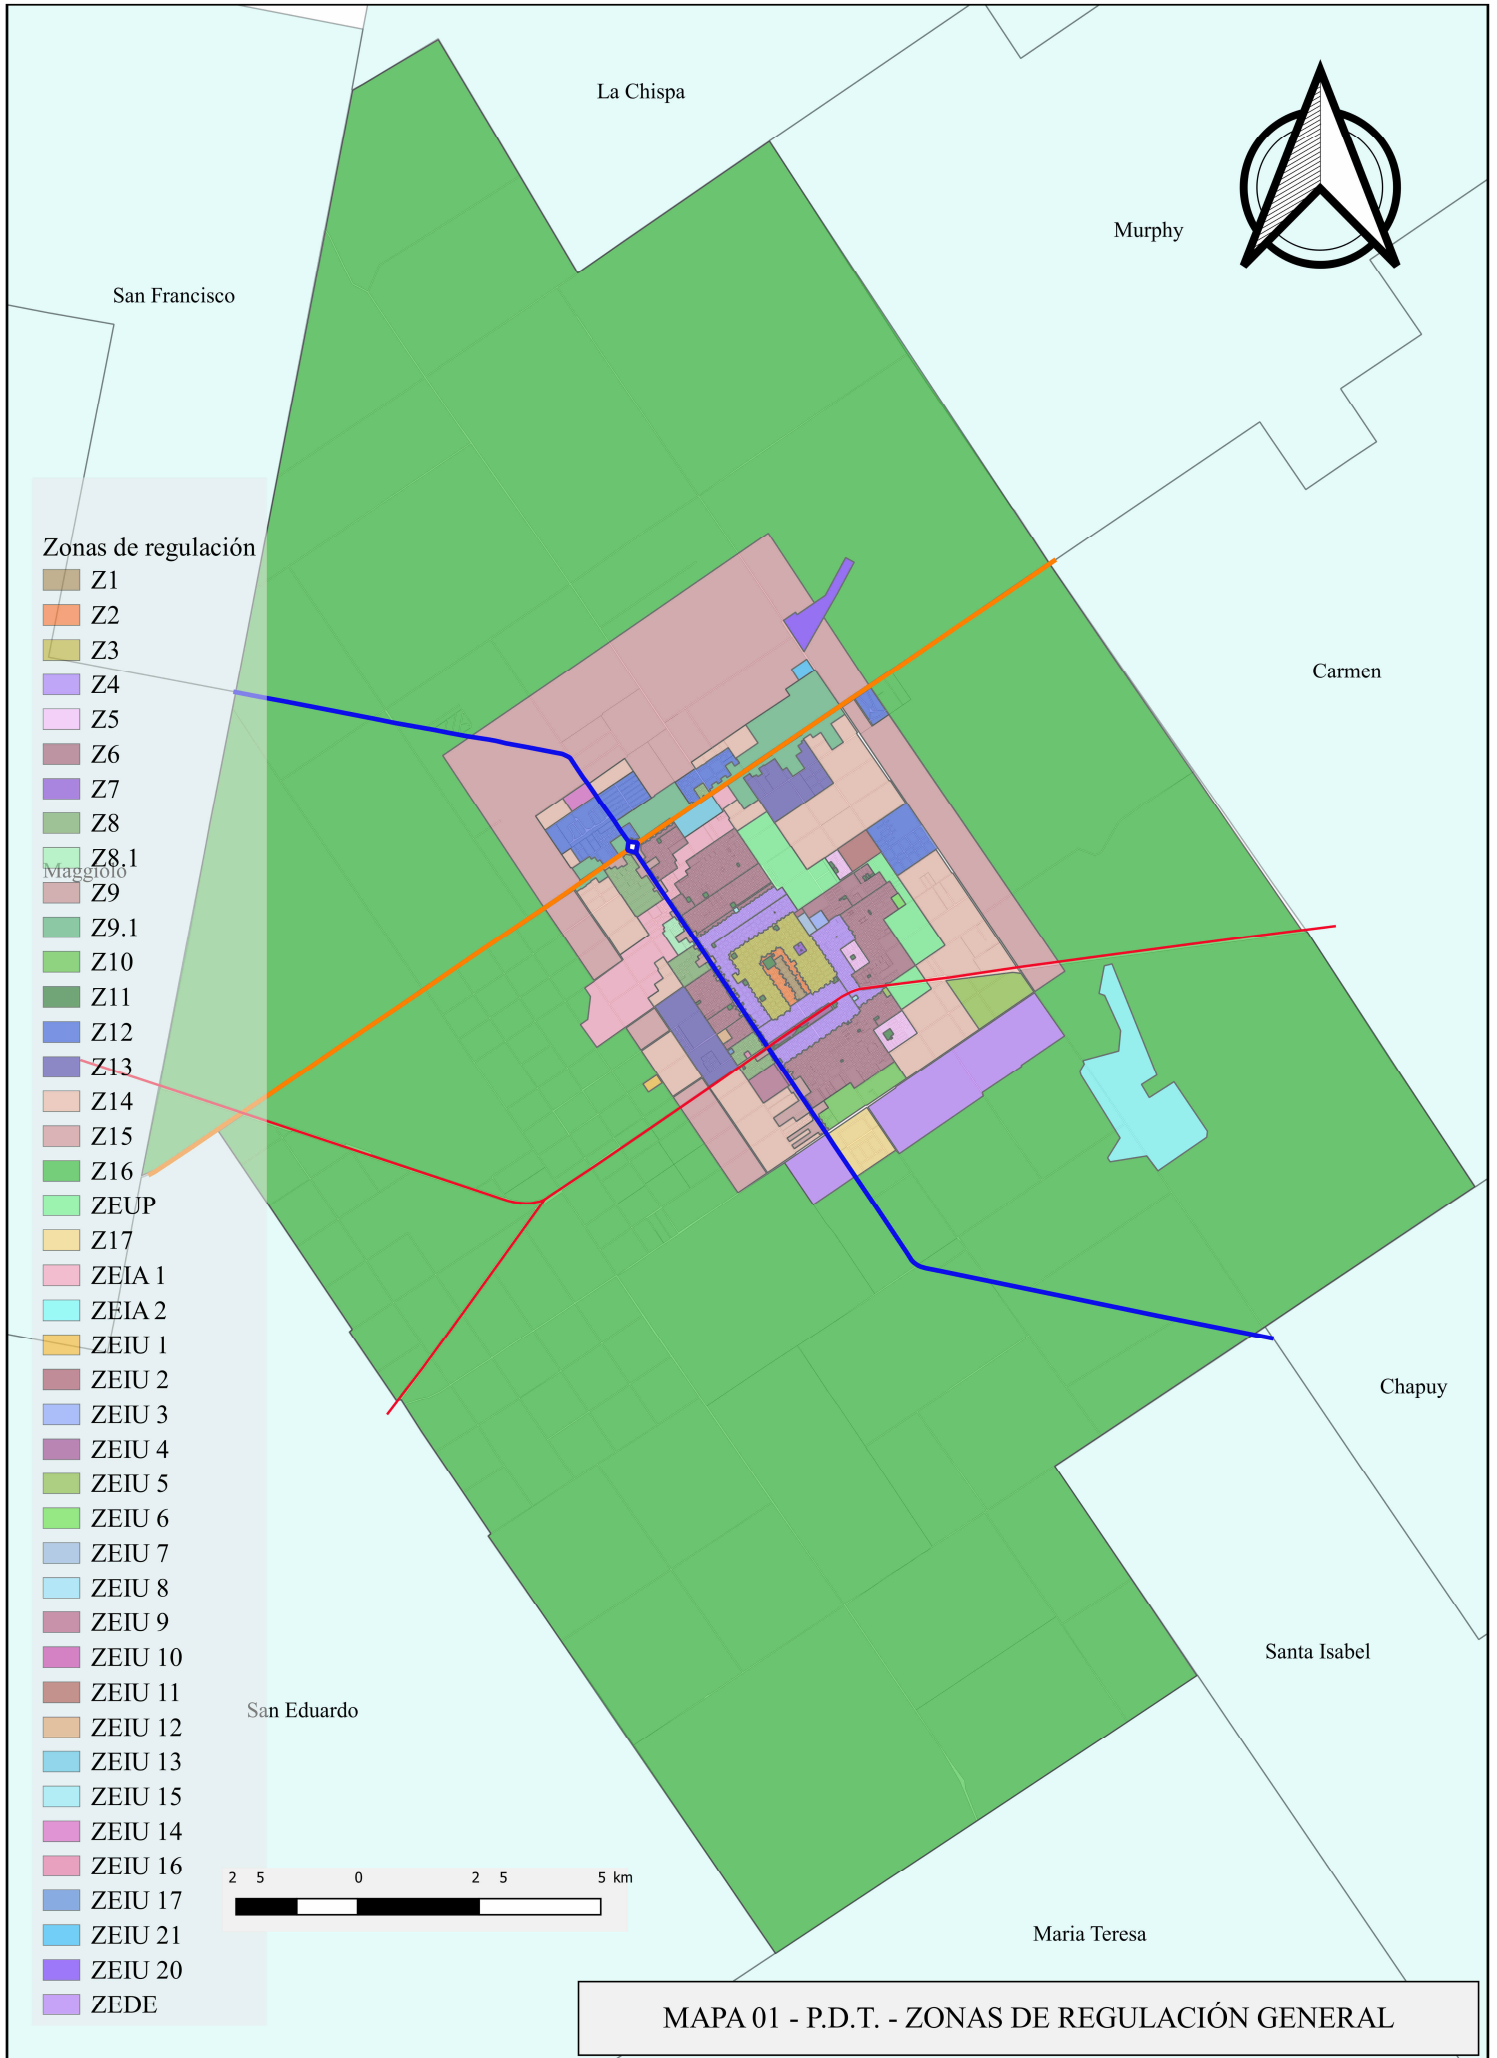 La Chispa
Murphy
San Francisco
Carmen
Zonas de regulación
Z1
Z2
Z3
Z4
Z5
Z6
Z7
Z8
Z8.1
Maggiolo
Z9
Z9.1
Z10
Z11
Z12
Z13
Z14
Z15
Z16
ZEUP
Z17
ZEIA 1
ZEIA 2
ZEIU 1
ZEIU 2
ZEIU 3
ZEIU 4
ZEIU 5
ZEIU 6
ZEIU 7
ZEIU 8
ZEIU 9
ZEIU 10
ZEIU 11
ZEIU 12
ZEIU 13
ZEIU 15
ZEIU 14
ZEIU 16
ZEIU 17
ZEIU 21
ZEIU 20
ZEDE
Chapuy
Santa Isabel
San Eduardo
2 5 0 2 5 5 km
Maria Teresa
MAPA 01 - P.D.T. - ZONAS DE REGULACIÓN GENERAL